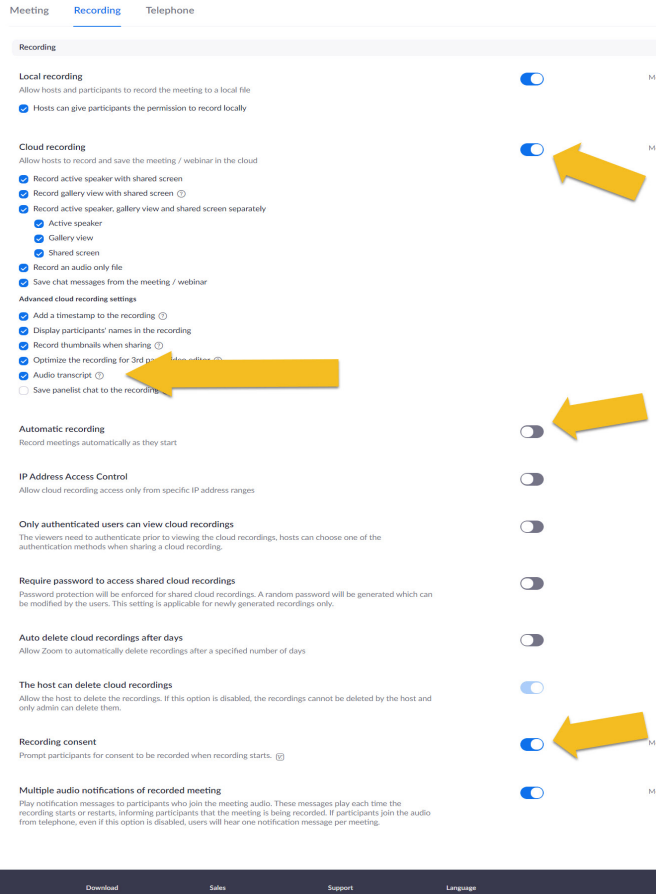 Meeting Recording Telephone
Recording
Local recording
Allow hosts and participants to record the meeting to a local file
Hosts can give participants the permission to record locally
M
Cloud recording
Allow hosts to record and save the meeting / webinar in the cloud
M
Record active speaker with shared screen
Record gallery view with shared screen
Record active speaker, gallery view and shared screen separately
Active speaker
Gallery view
Shared screen
Record an audio only file
Save chat messages from the meeting / webinar
Advanced cloud recording settings
Add a timestamp to the recording
Display participants' names in the recording
Record thumbnails when sharing
Optimize the recording for 3rd
Audio transcript
Save panelist chat to the recording
Automatic recording
Record meetings automatically as they start
IP Address Access Control
Allow cloud recording access only from specific IP address ranges
Only authenticated users can view cloud recordings
The viewers need to authenticate prior to viewing the cloud recordings, hosts can choose one of the
authentication methods when sharing a cloud recording.
Require password to access shared cloud recordings
Password protection will be enforced for shared cloud recordings. A random password will be generated which can
be modified by the users. This setting is applicable for newly generated recordings only.
Auto delete cloud recordings after days
Allow Zoom to automatically delete recordings after a specified number of days
The host can delete cloud recordings
Allow the host to delete the recordings. If this option is disabled, the recordings cannot be deleted by the host and
only admin can delete them.
Recording consent
Prompt participants for consent to be recorded when recording starts.
M
Multiple audio notifications of recorded meeting
Play notification messages to participants who join the meeting audio. These messages play each time the
recording starts or restarts, informing participants that the meeting is being recorded. If participants join the audio
from telephone, even if this option is disabled, users will hear one notification message per meeting.
M
Download Sales Support Language